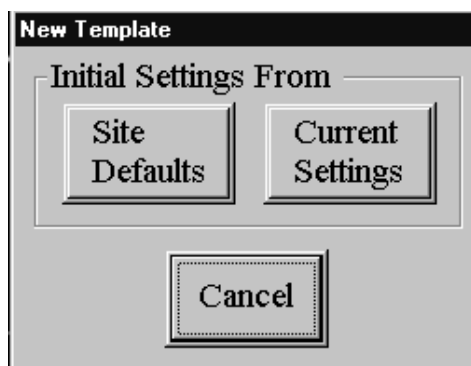 New Template
Initial Settings From
Site
Defaults
Current
Settings
Cancel